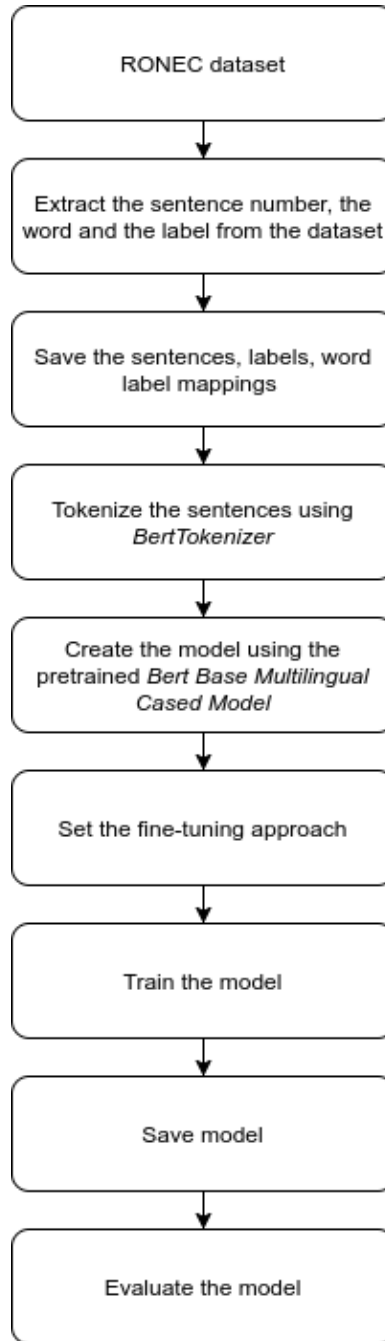 RONEC dataset
Extract the sentence number, the
word and the label from the dataset
Save the sentences, labels, word
label mappings
Tokenize the sentences using
BertTokenizer
Create the model using the
pretrained Bert Base Multilingual
Cased Model
Set the fine-tuning approach
Train the model
Save model
Evaluate the model